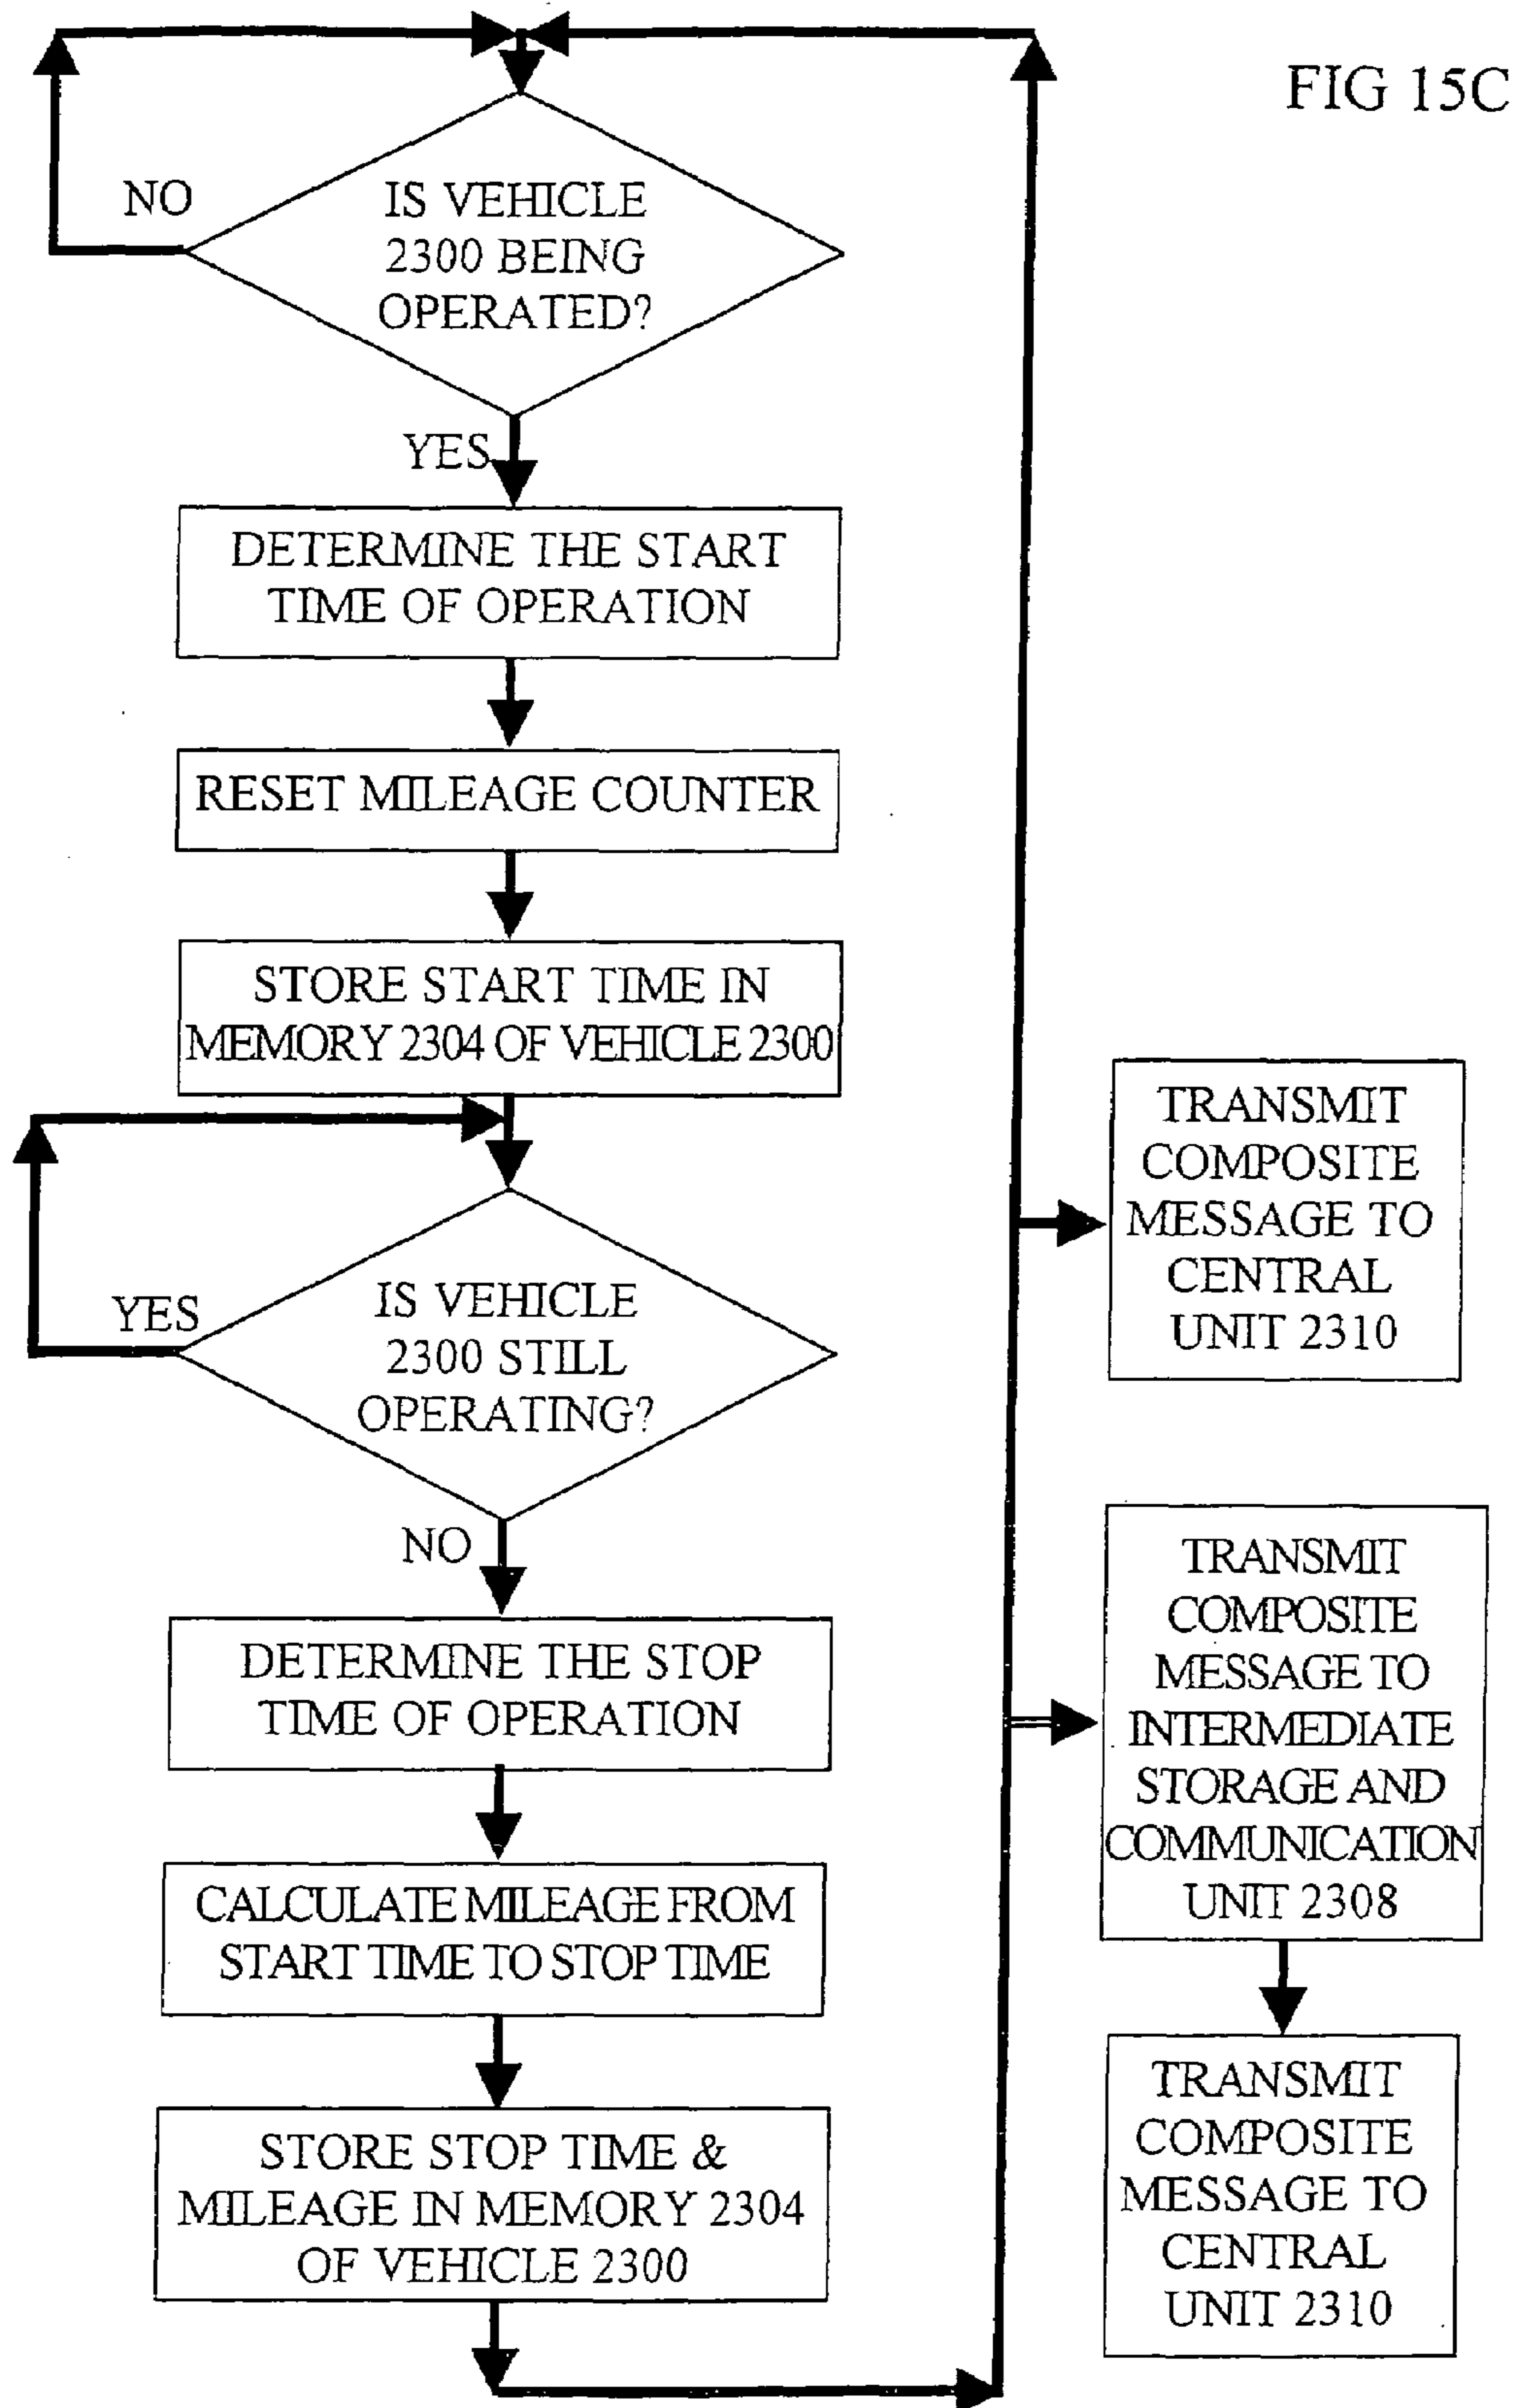 FIG 15C
NO
IS VEHICLE
2300 BEING
OPERATED?
YES
DETERMINE THE START
TIME OF OPERATION
RESET MILEAGE COUNTER
STORE START TIME IN
MEMORY 2304 OF VEHICLE 2300
YES
IS VEHICLE
2300 STILL
OPERATING?
NO
DETERMINE THE STOP
TIME OF OPERATION
CALCULATE MILEAGE FROM
START TIME TO STOP TIME
STORE STOP TIME &
MILEAGE IN MEMORY 2304
OF VEHICLE 2300
TRANSMIT
COMPOSITE
MESSAGE TO
CENTRAL
UNIT 2310
TRANSMIT
COMPOSITE
MESSAGE TO
INTERMEDIATE
STORAGE AND
COMMUNICATION
UNIT 2308
TRANSMIT
COMPOSITE
MESSAGE TO
CENTRAL
UNIT 2310